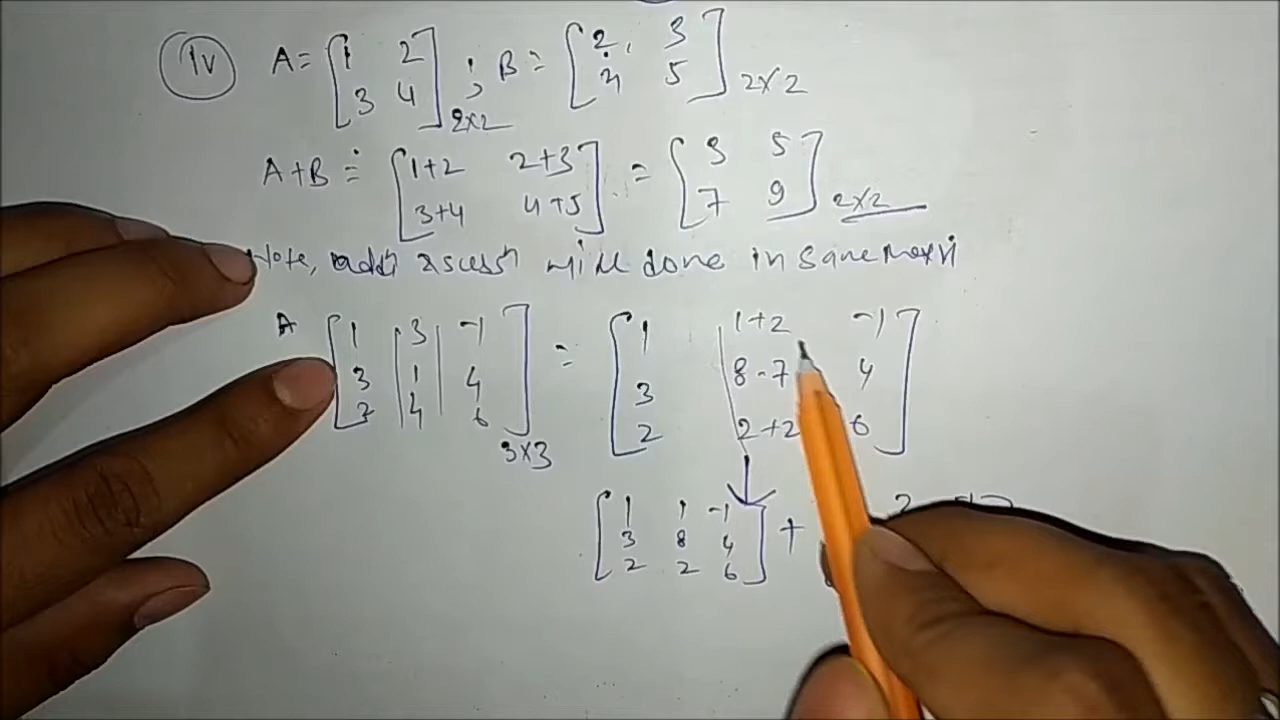 IV A = [1 2 3 4] 2×2 ; B = [2 3 4 5] 2×2
A+B = [1+2 2+3 3+4 4+5] = [3 5 7 9] 2×2
Note, will done in
A [1 3 -1 = [1 1+2 -1
3 1 4 3 8-7 4
2 4 6] 3×3 2 2+2 6]
[1 1 -1
3 8 4 +
2 2 6]